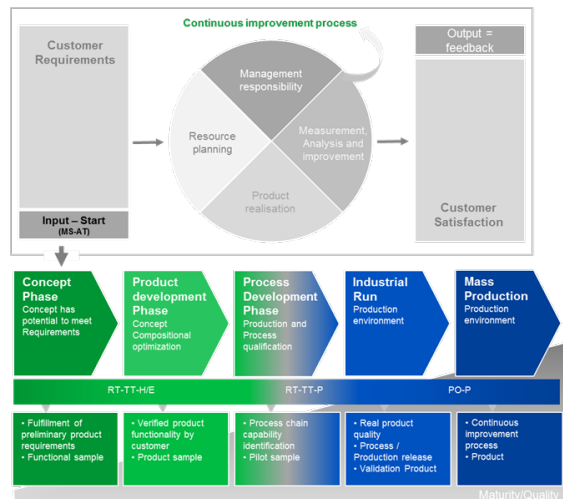 Continuous improvement process
Customer
Requirements
Output =
feedback
Management
responsibility
Resource
planning
Measurement,
Analysis and
improvement
Product
realisation
Input – Start
(MS-AT)
Customer
Satisfaction
Concept
Phase
Concept has
potential to meet
Requirements
Product
development
Phase
Concept
Compositional
optimization
Process
Development
Phase
Production and
Process
qualification
Industrial
Run
Production
environment
Mass
Production
Production
environment
RT-TT-H/E
RT-TT-P
PO-P
• Fulfillment of
preliminary product
requirements
• Functional sample
• Verified product
functionality by
customer
• Product sample
• Process chain
capability
identification
• Pilot sample
• Real product
quality
• Process /
Production release
• Validation Product
• Continuous
improvement
process
• Product
Maturity/Quality